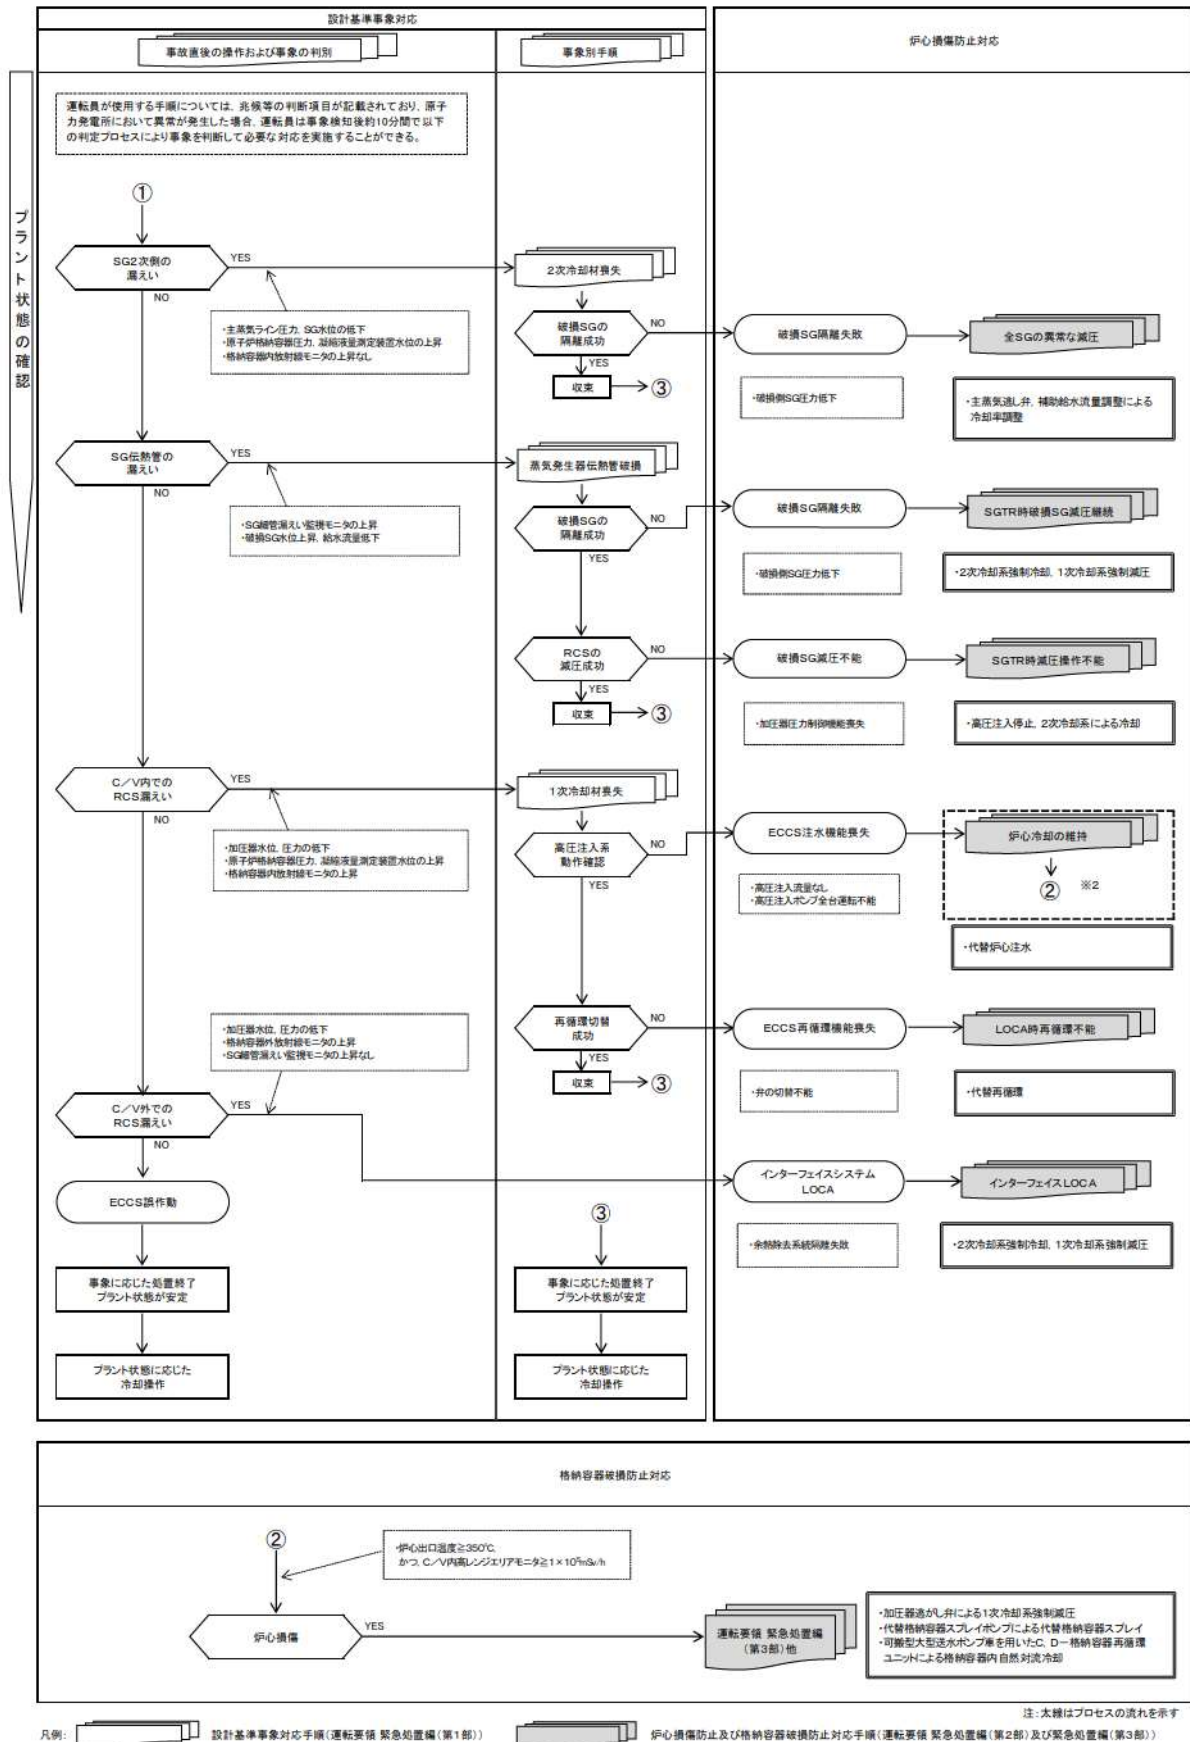 設計基準事象対応
事故直後の操作および事象の判別
事象別手順
炉心損傷防止対応
プラント状態の確認
運転員が使用する手順については、兆候等の判断項目が記載されており、原子
力発電所において異常が発生した場合、運転員は事象検知後約10分間で以下
の判定プロセスにより事象を判断して必要な対応を実施することができる。
①
SG2次側の
漏えい
YES
NO
・主蒸気ライン圧力、SG水位の低下
・原子炉格納容器圧力、凝縮液量測定装置水位の上昇
・格納容器内放射線モニタの上昇なし
2次冷却材喪失
破損SGの
隔離成功
NO
YES
収束
③
破損SG隔離失敗
・破損側SG圧力低下
全SGの異常な減圧
・主蒸気逃し弁、補助給水流量調整による
冷却率調整
SG伝熱管の
漏えい
YES
NO
・SG細管漏えい監視モニタの上昇
・破損SG水位上昇、給水流量低下
蒸気発生器伝熱管破損
破損SGの
隔離成功
NO
YES
破損SG隔離失敗
・破損側SG圧力低下
SGTR時破損SG減圧継続
・2次冷却系強制冷却、1次冷却系強制減圧
RCSの
減圧成功
NO
YES
収束
③
破損SG減圧不能
・加圧器圧力制御機能喪失
SGTR時減圧操作不能
・高圧注入停止、2次冷却系による冷却
C/V内での
RCS漏えい
YES
NO
・加圧器水位、圧力の低下
・原子炉格納容器圧力、凝縮液量測定装置水位の上昇
・格納容器内放射線モニタの上昇
1次冷却材喪失
高圧注入系
動作確認
NO
YES
ECCS注水機能喪失
・高圧注入流量なし
・高圧注入ポンプ全台運転不能
炉心冷却の維持
② ※2
・代替炉心注水
・加圧器水位、圧力の低下
・格納容器外放射線モニタの上昇
・SG細管漏えい監視モニタの上昇なし
再循環切替
成功
NO
YES
収束
③
ECCS再循環機能喪失
・弁の切替不能
LOCA時再循環不能
・代替再循環
C/V外での
RCS漏えい
YES
NO
インターフェイスシステム
LOCA
・余熱除去系統隔離失敗
インターフェイスLOCA
・2次冷却系強制冷却、1次冷却系強制減圧
ECCS誤作動
事象に応じた処置終了
プラント状態が安定
プラント状態に応じた
冷却操作
③
事象に応じた処置終了
プラント状態が安定
プラント状態に応じた
冷却操作
格納容器破損防止対応
②
・炉心出口温度≧350℃、
かつ、C/V内高レンジエリアモニタ≧1×10⁵mSv/h
炉心損傷
YES
運転要領 緊急処置編
(第3部)他
・加圧器逃がし弁による1次冷却系強制減圧
・代替格納容器スプレイポンプによる代替格納容器スプレイ
・可搬型大型送水ポンプ車を用いたC、D-格納容器再循環
ユニットによる格納容器内自然対流冷却
注:太線はプロセスの流れを示す
凡例:
設計基準事象対応手順(運転要領 緊急処置編(第1部))
炉心損傷防止及び格納容器破損防止対応手順(運転要領 緊急処置編(第2部)及び緊急処置編(第3部))